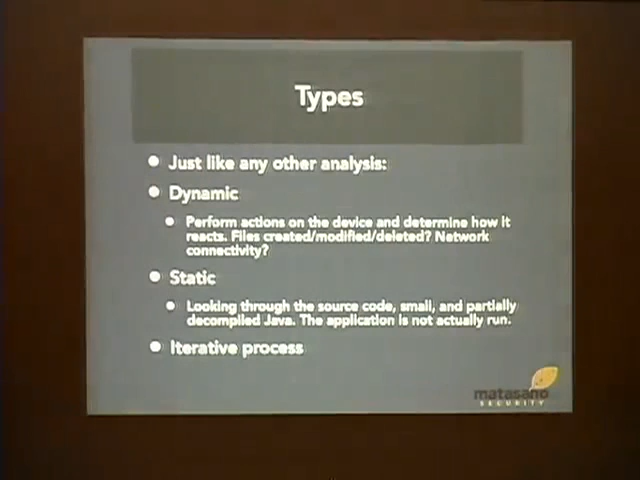 Types
Just like any other analysis:
Dynamic
Perform actions on the device and determine how it
reacts. Files created/modified/deleted? Network
connectivity?
Static
Looking through the source code, small, and partially
decompiled Java. The application is not actually run.
Iterative process
matasano
SECURITY